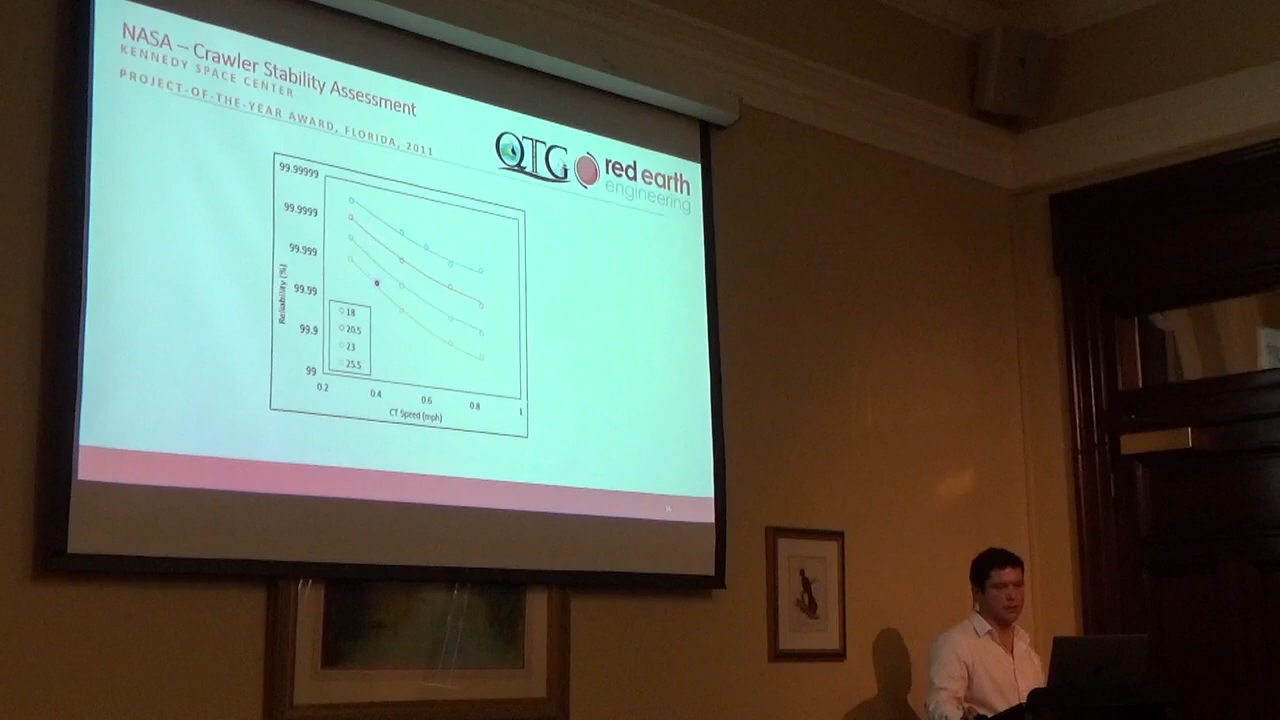 NASA – Crawler Stability Assessment
KENNEDY SPACE CENTER
PROJECT-OF-THE-YEAR AWARD, FLORIDA, 2011
QTG
red earth
engineering
99.99999
99.9999
99.999
99.99
99.9
99
Reliability (%)
18
20.5
23
25.5
0.2
0.4
0.6
0.8
1
CT Speed (mph)